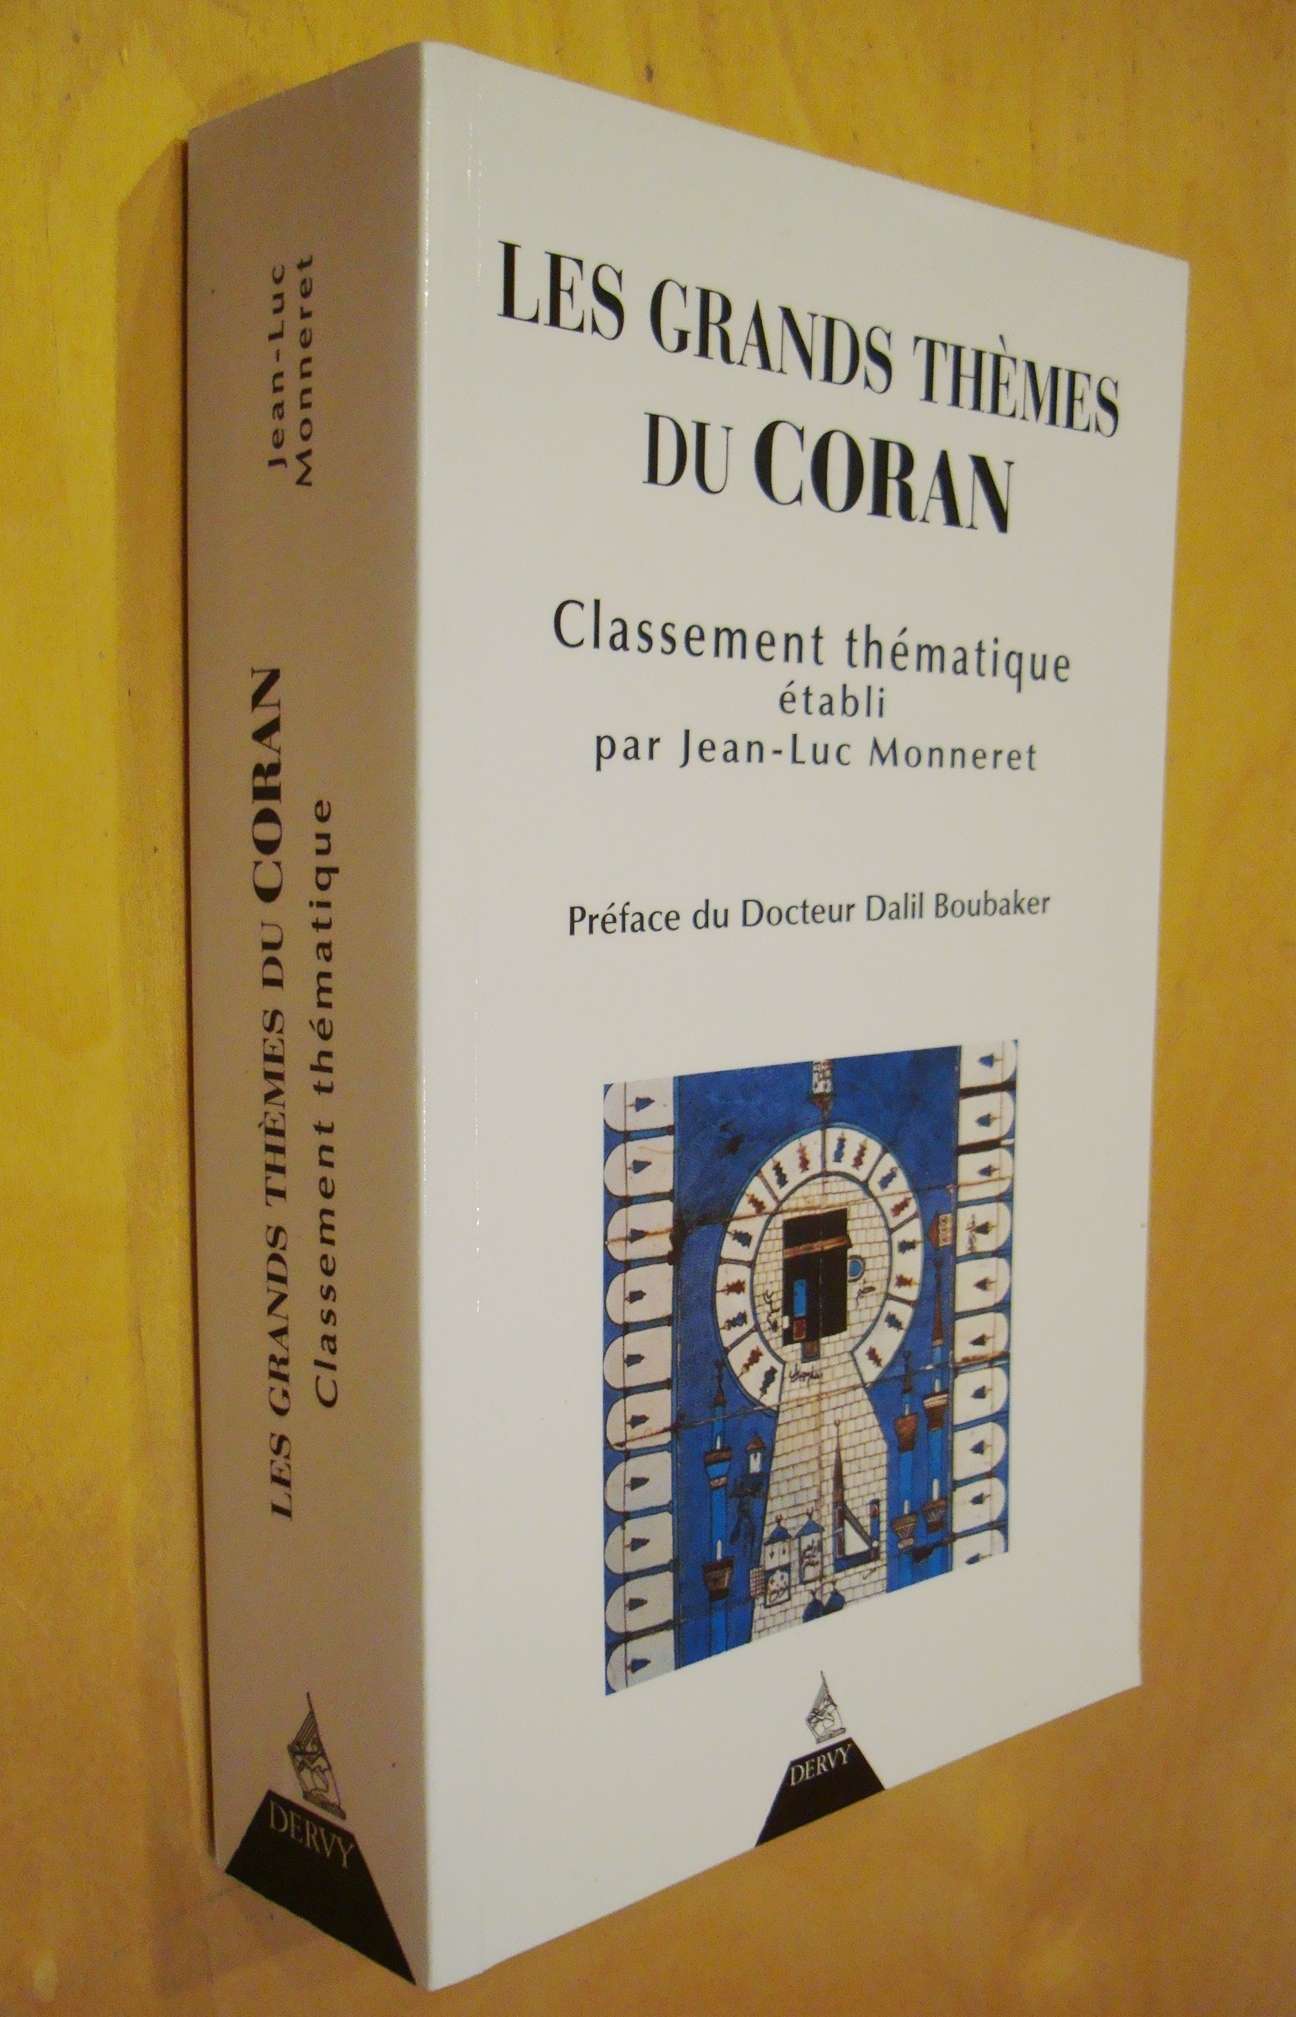 Jean-Luc
Monneret
LES GRANDS THÈMES DU CORAN
Classement thématique
DERVY
LES GRANDS THÈMES
DU CORAN
Classement thématique
établi
par Jean-Luc Monneret
Préface du Docteur Dalil Boubaker
DERVY